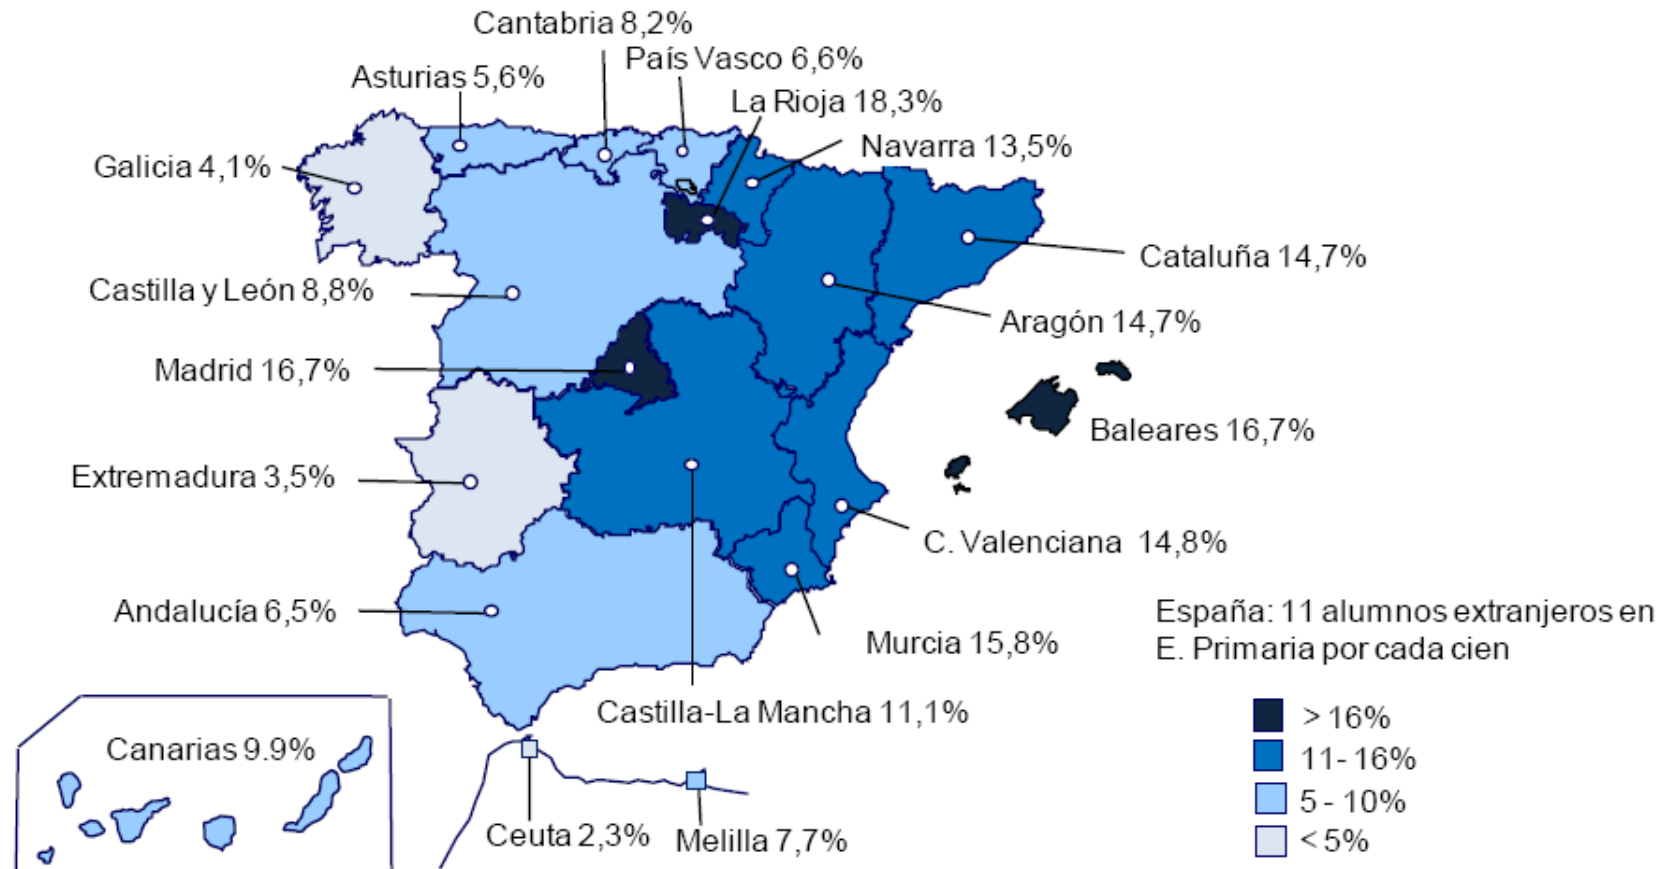 Cantabria 8,2%
País Vasco 6,6%
Asturias 5,6%
La Rioja 18,3%
Navarra 13,5%
Galicia 4,1%
Cataluña 14,7%
Castilla y León 8,8%
Aragón 14,7%
Madrid 16,7%
Baleares 16,7%
Extremadura 3,5%
C. Valenciana 14,8%
Andalucía 6,5%
Murcia 15,8%
España: 11 alumnos extranjeros en
E. Primaria por cada cien
Castilla-La Mancha 11,1%
Canarias 9.9%
Ceuta 2,3%
Melilla 7,7%
> 16%
11- 16%
5 - 10%
< 5%